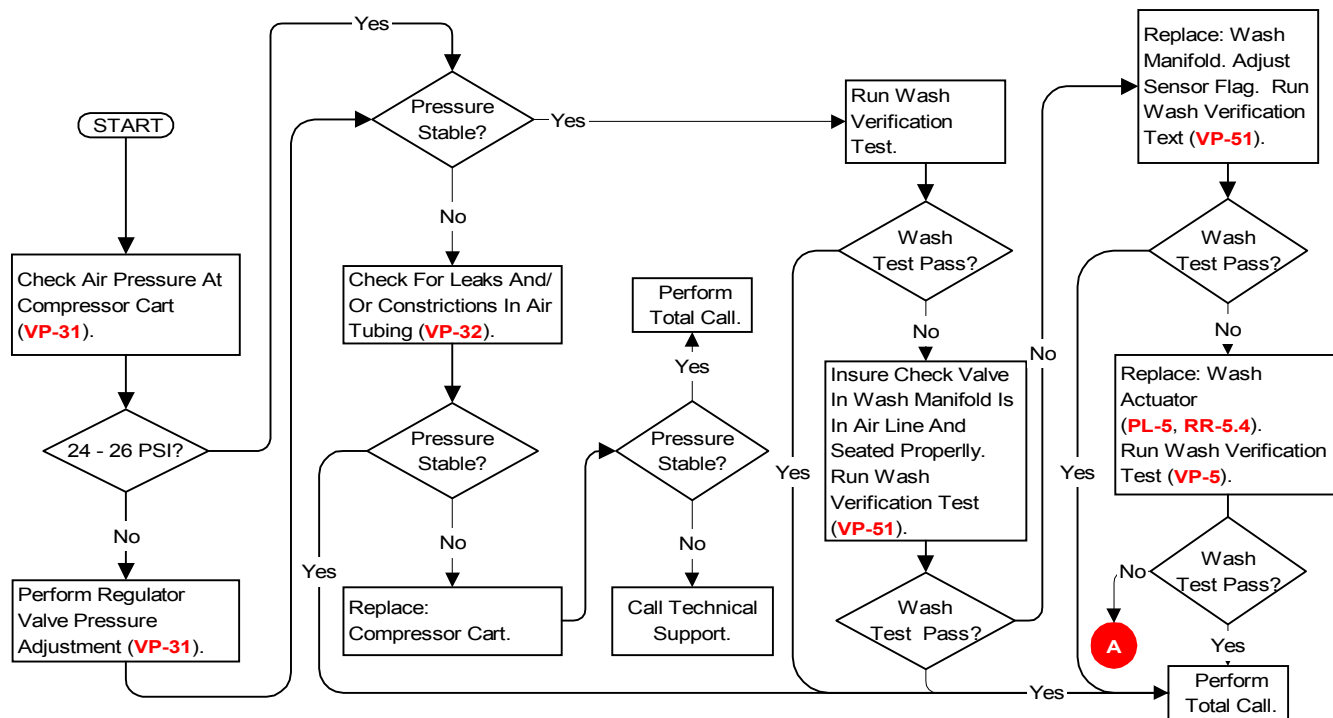 START
Check Air Pressure At
Compressor Cart
(VP-31).
24 - 26 PSI?
No
Perform Regulator
Valve Pressure
Adjustment (VP-31).
Yes
Pressure
Stable?
Yes
No
Check For Leaks And/
Or Constrictions In Air
Tubing (VP-32).
Pressure
Stable?
Yes
No
Replace:
Compressor Cart.
Perform
Total Call.
Yes
Pressure
Stable?
No
Call Technical
Support.
Run Wash
Verification
Test.
Wash
Test Pass?
Yes
No
Insure Check Valve
In Wash Manifold Is
In Air Line And
Seated Properlly.
Run Wash
Verification Test
(VP-51).
Wash
Test Pass?
No
Yes
Replace: Wash
Manifold. Adjust
Sensor Flag. Run
Wash Verification
Text (VP-51).
Wash
Test Pass?
Yes
No
Replace: Wash
Actuator
(PL-5, RR-5.4).
Run Wash Verification
Test (VP-5).
Wash
Test Pass?
No
A
Yes
Perform
Total Call.